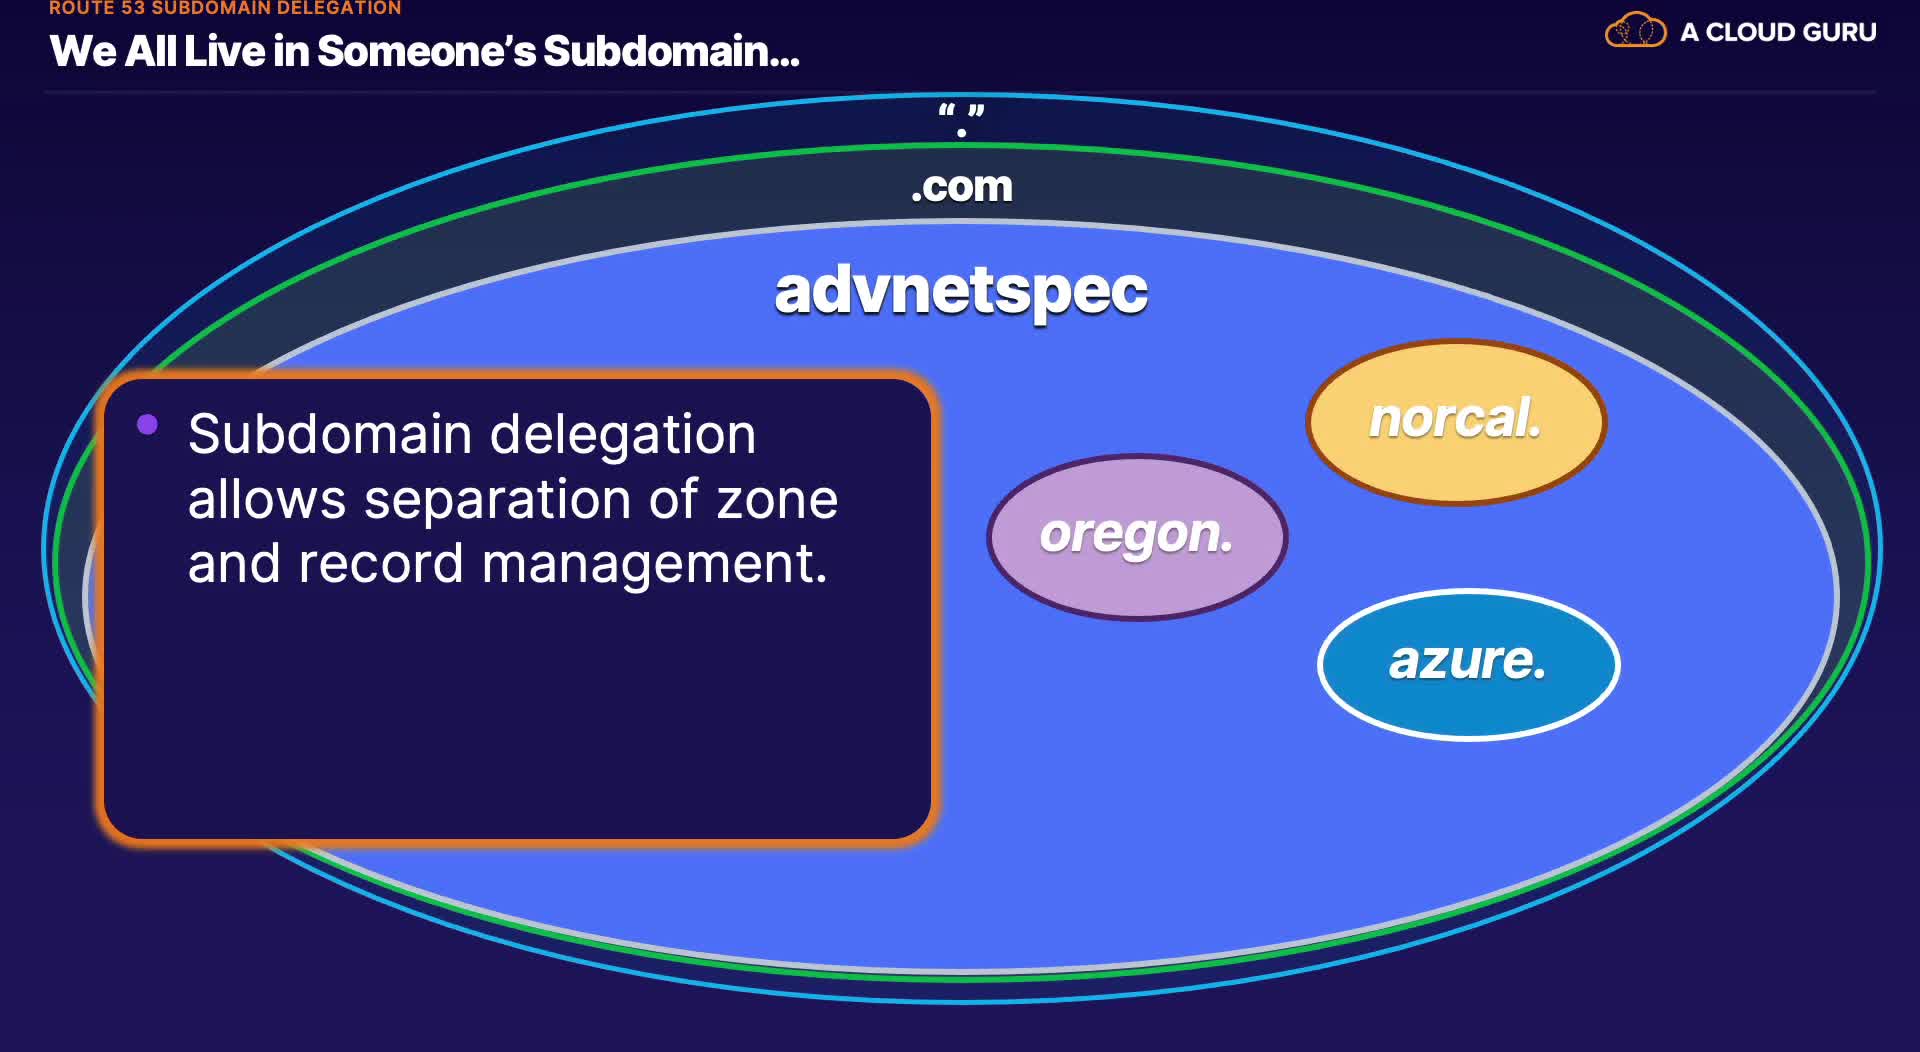 ROUTE 53 SUBDOMAIN DELEGATION
We All Live in Someone’s Subdomain...
A CLOUD GURU
“.”
.com
advnetspec
norcal.
oregon.
azure.
Subdomain delegation
allows separation of zone
and record management.